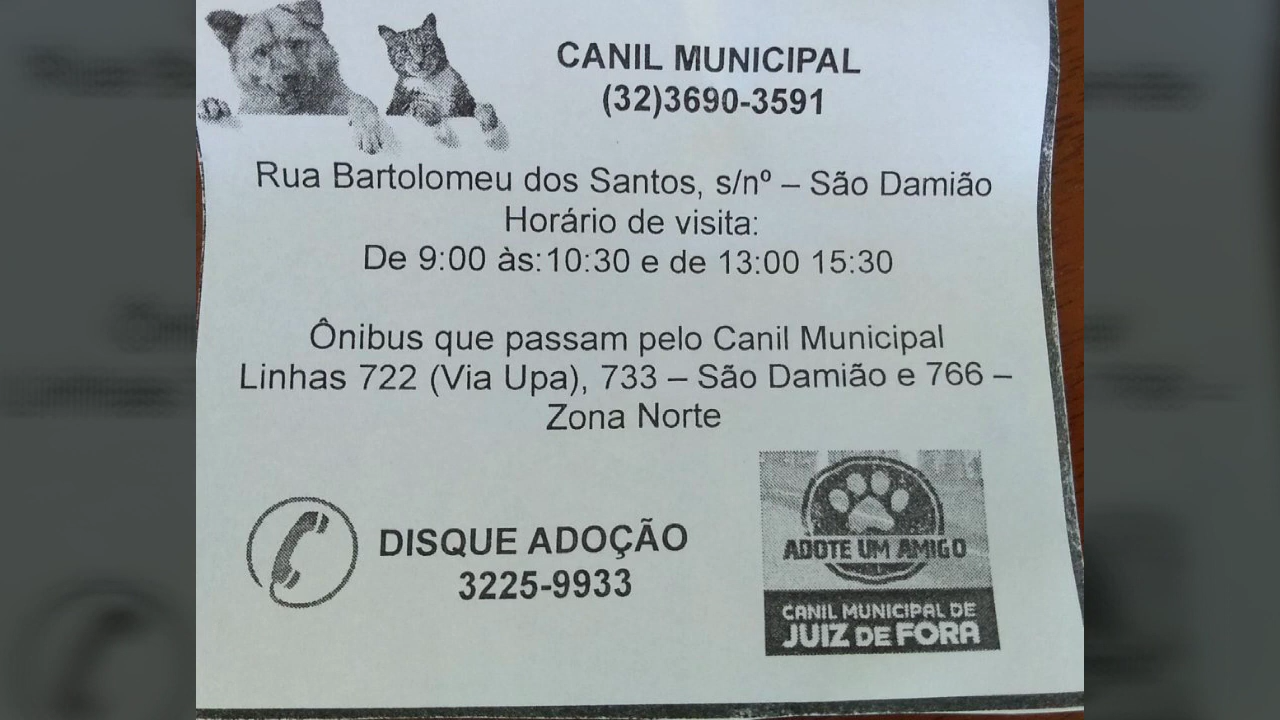 CANIL MUNICIPAL
(32)3690-3591
Rua Bartolomeu dos Santos, s/nº – São Damião
Horário de visita:
De 9:00 às:10:30 e de 13:00 15:30
Ônibus que passam pelo Canil Municipal
Linhas 722 (Via Upa), 733 – São Damião e 766 –
Zona Norte
DISQUE ADOÇÃO
3225-9933
ADOTE UM AMIGO
CANIL MUNICIPAL DE
JUIZ DE FORA